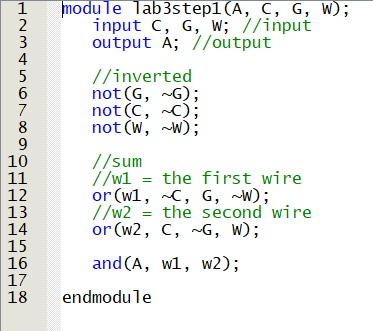 1 module lab3step1(A, C, G, W);
2 input C, G, W; //input
3 output A; //output
4
5 //inverted
6 not(G, ~G);
7 not(C, ~C);
8 not(W, ~W);
9
10 //sum
11 //w1 = the first wire
12 or(w1, ~C, G, ~W);
13 //w2 = the second wire
14 or(w2, C, ~G, W);
15
16 and(A, w1, w2);
17
18 endmodule